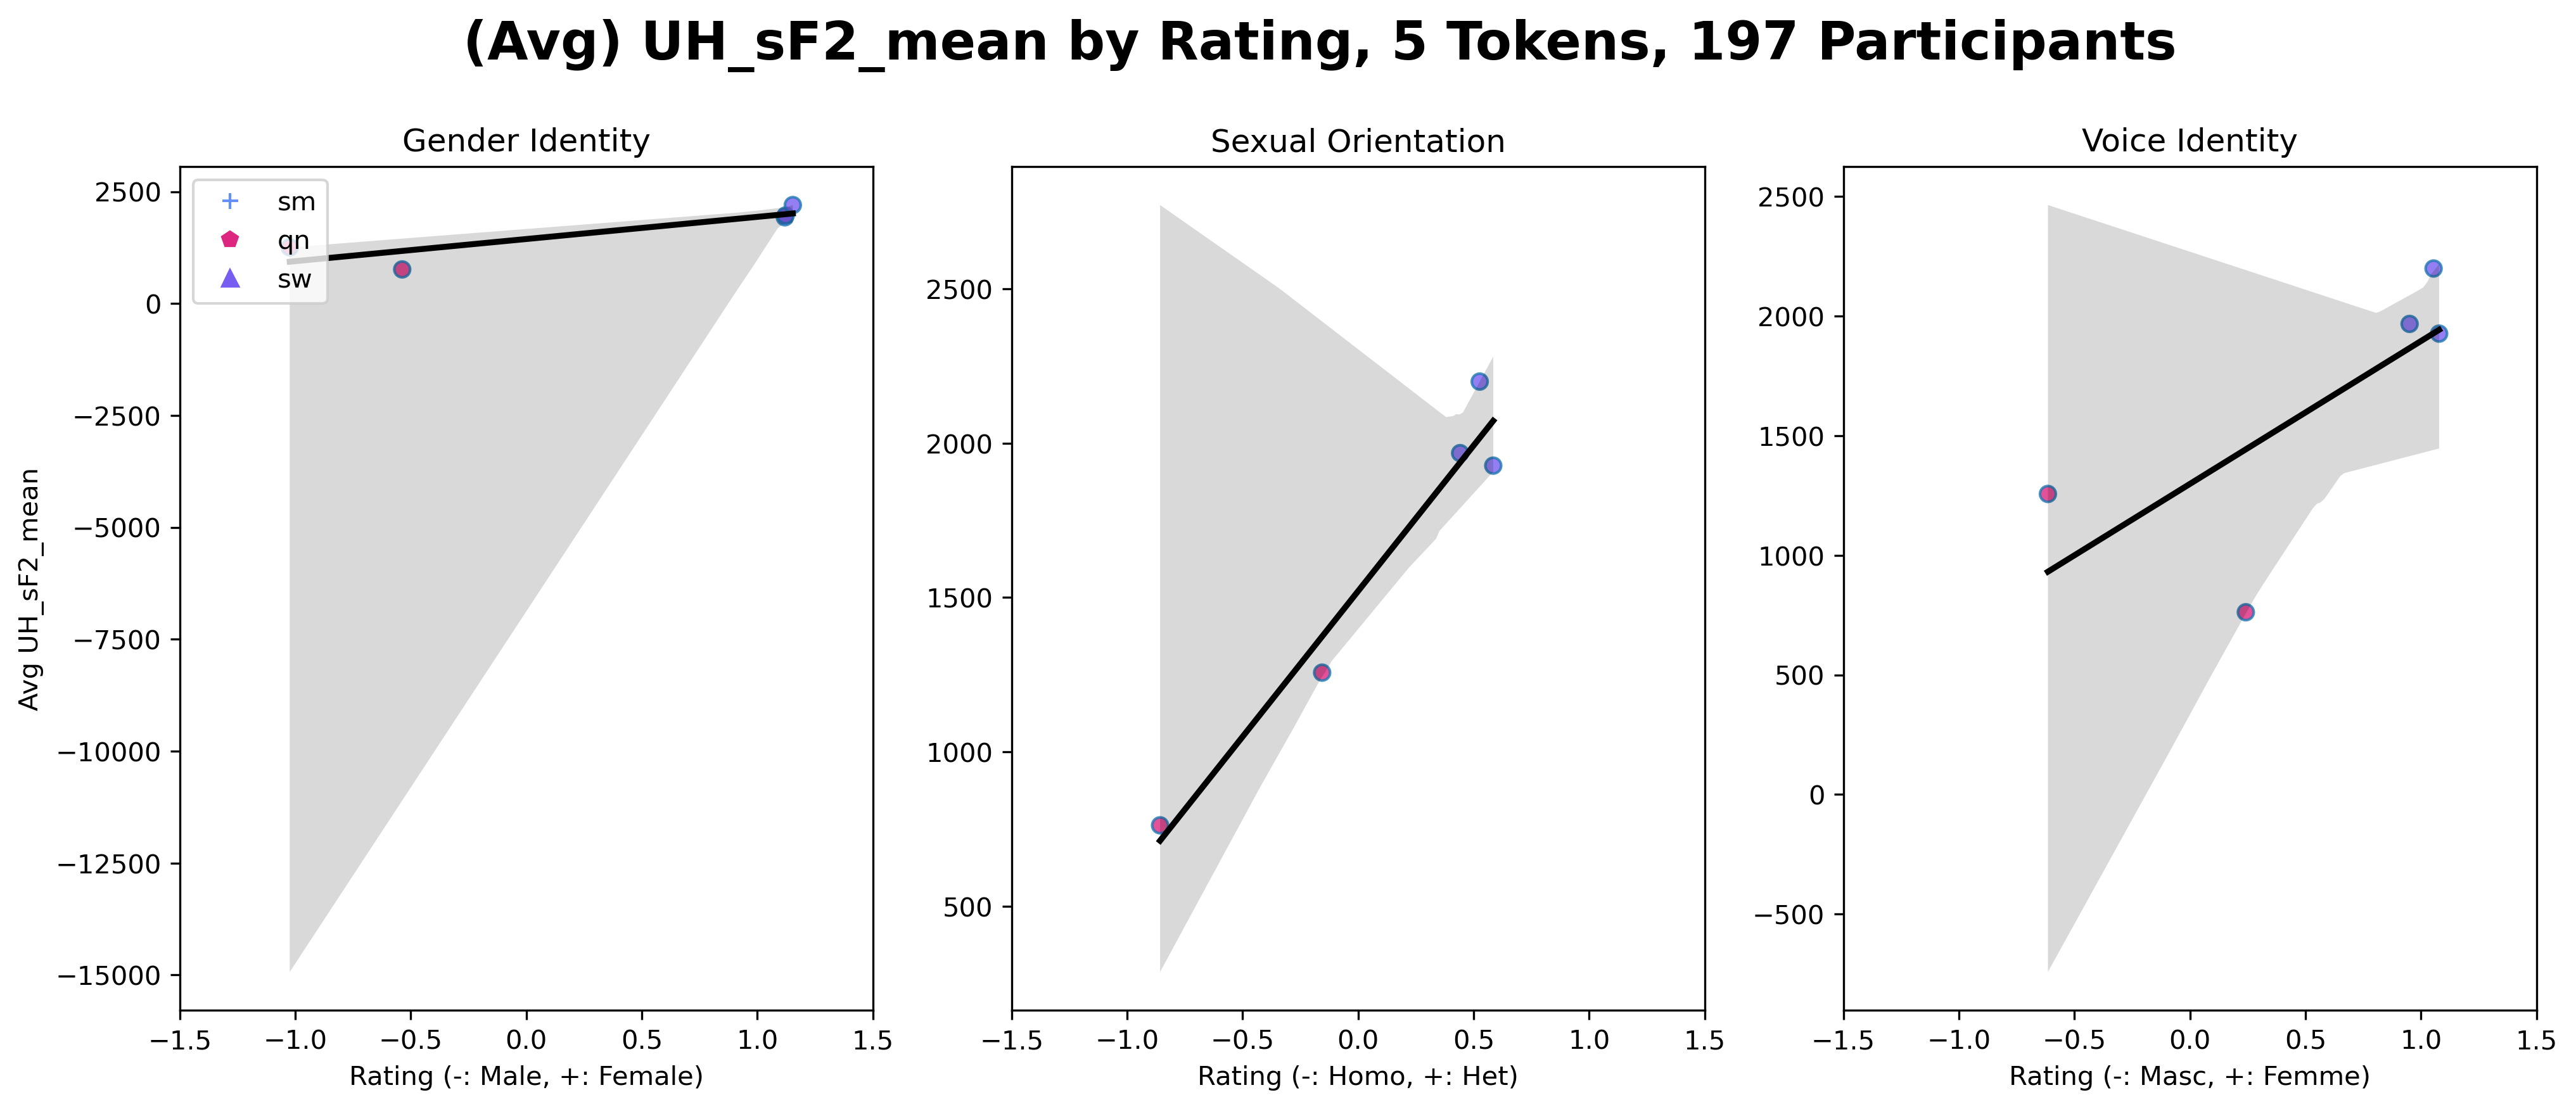 (Avg) UH_sF2_mean by Rating, 5 Tokens, 197 Participants
Gender Identity
sm
qn
sw
2500
0
−2500
−5000
−7500
−10000
−12500
−15000
Avg UH_sF2_mean
−1.5 −1.0 −0.5 0.0 0.5 1.0 1.5
Rating (-: Male, +: Female)
Sexual Orientation
2500
2000
1500
1000
500
−1.5 −1.0 −0.5 0.0 0.5 1.0 1.5
Rating (-: Homo, +: Het)
Voice Identity
2500
2000
1500
1000
500
0
−500
−1.5 −1.0 −0.5 0.0 0.5 1.0 1.5
Rating (-: Masc, +: Femme)